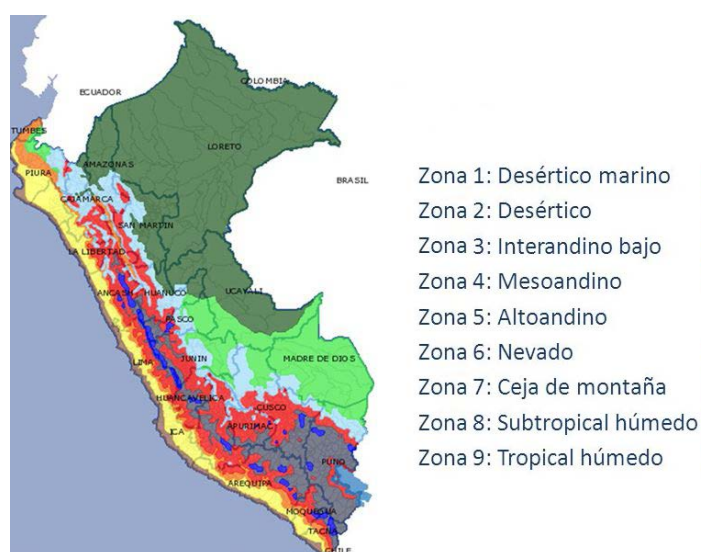 COLOMBIA
ECUADOR
TUMBES
LORETO
AMAZONAS
PIURA
BRASIL
CAJAMARCA
SAN MARTIN
LA LIBERTAD
ANCASH
HUANUCO
UCAYALI
PASCO
LIMA
JUNIN
MADRE DE DIOS
HUANCAVELICA
CUSCO
ICA
APURIMAC
PUNO
AREQUIPA
MOQUEGUA
TACNA
CHILE
Zona 1: Desértico marino
Zona 2: Desértico
Zona 3: Interandino bajo
Zona 4: Mesoandino
Zona 5: Altoandino
Zona 6: Nevado
Zona 7: Ceja de montaña
Zona 8: Subtropical húmedo
Zona 9: Tropical húmedo